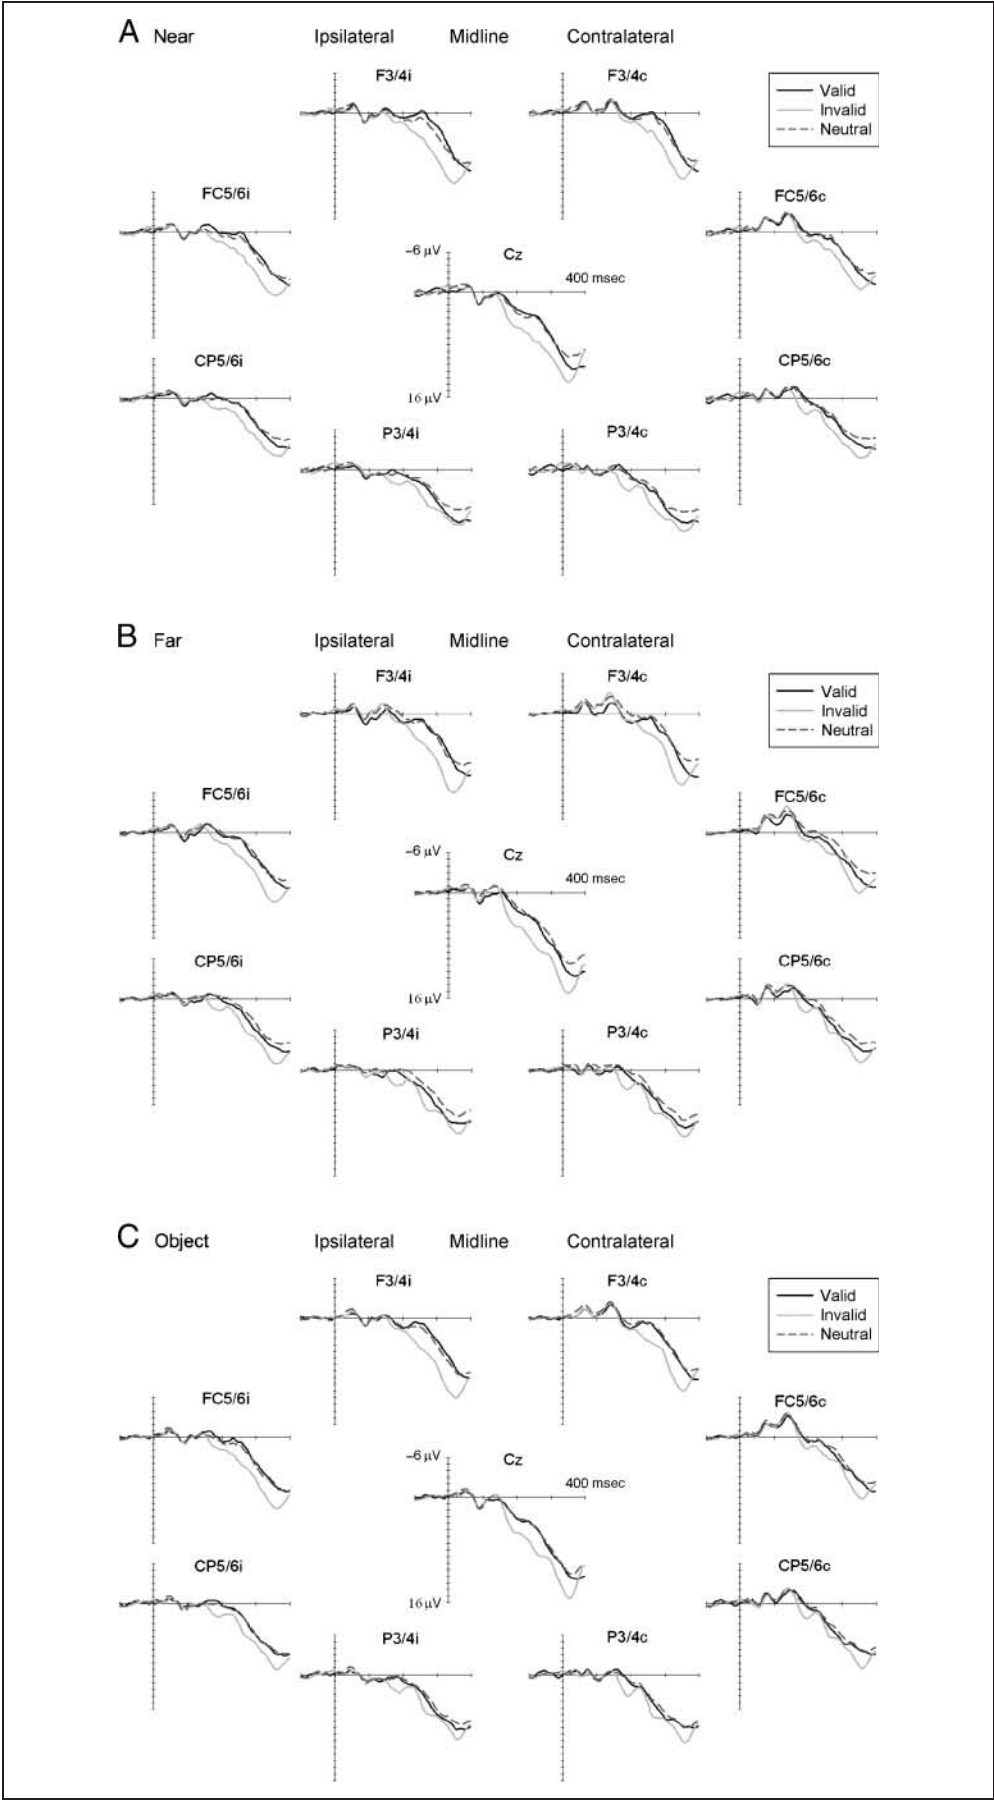 A Near Ipsilateral Midline Contralateral
F3/4i F3/4c
Valid
Invalid
Neutral
FC5/6i FC5/6c
−6 µV Cz
400 msec
CP5/6i CP5/6c
16 µV
P3/4i P3/4c
B Far Ipsilateral Midline Contralateral
F3/4i F3/4c
Valid
Invalid
Neutral
FC5/6i FC5/6c
−6 µV Cz
400 msec
CP5/6i CP5/6c
16 µV
P3/4i P3/4c
C Object Ipsilateral Midline Contralateral
F3/4i F3/4c
Valid
Invalid
Neutral
FC5/6i FC5/6c
−6 µV Cz
400 msec
CP5/6i CP5/6c
16 µV
P3/4i P3/4c